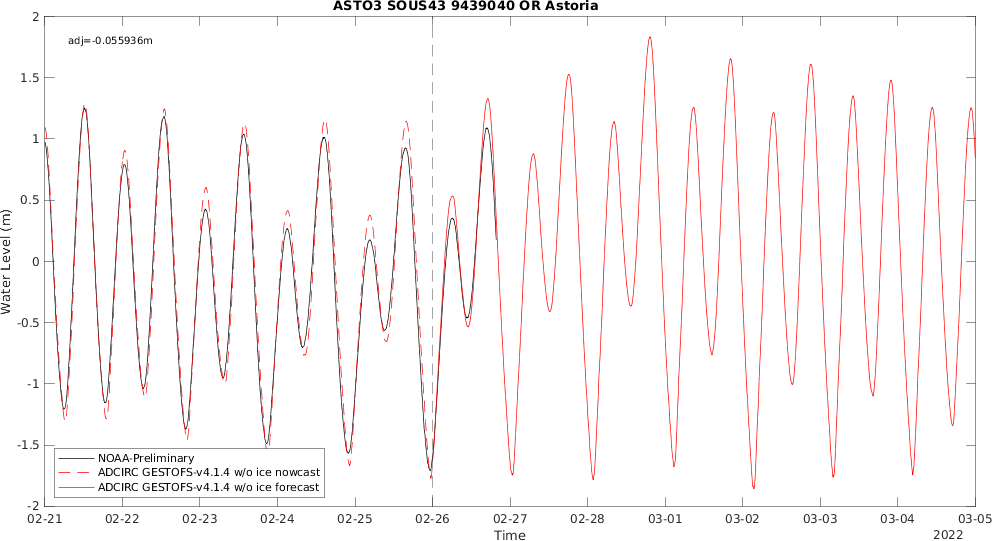 ASTO3 SOUS43 9439040 OR Astoria
adj=-0.055936m
2
1.5
1
0.5
0
-0.5
-1
-1.5
-2
Water Level (m)
NOAA-Preliminary
ADCIRC GESTOFS-v4.1.4 w/o ice nowcast
ADCIRC GESTOFS-v4.1.4 w/o ice forecast
02-21 02-22 02-23 02-24 02-25 02-26 02-27 02-28 03-01 03-02 03-03 03-04 03-05
Time
2022